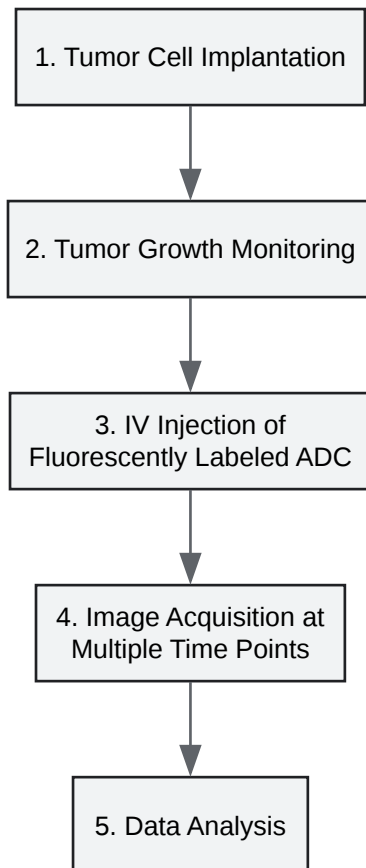 1. Tumor Cell Implantation
2. Tumor Growth Monitoring
3. IV Injection of
Fluorescently Labeled ADC
4. Image Acquisition at
Multiple Time Points
5. Data Analysis